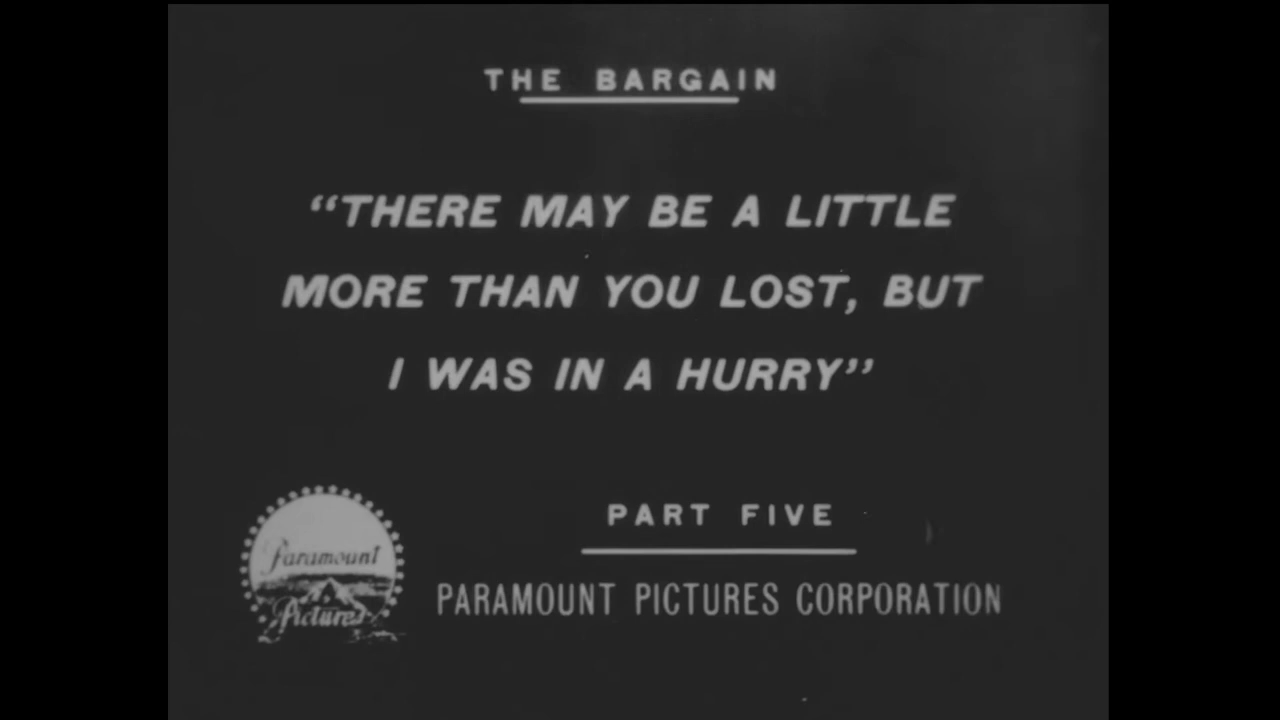 THE BARGAIN
“THERE MAY BE A LITTLE
MORE THAN YOU LOST, BUT
I WAS IN A HURRY”
PART FIVE
Paramount
Pictures
PARAMOUNT PICTURES CORPORATION